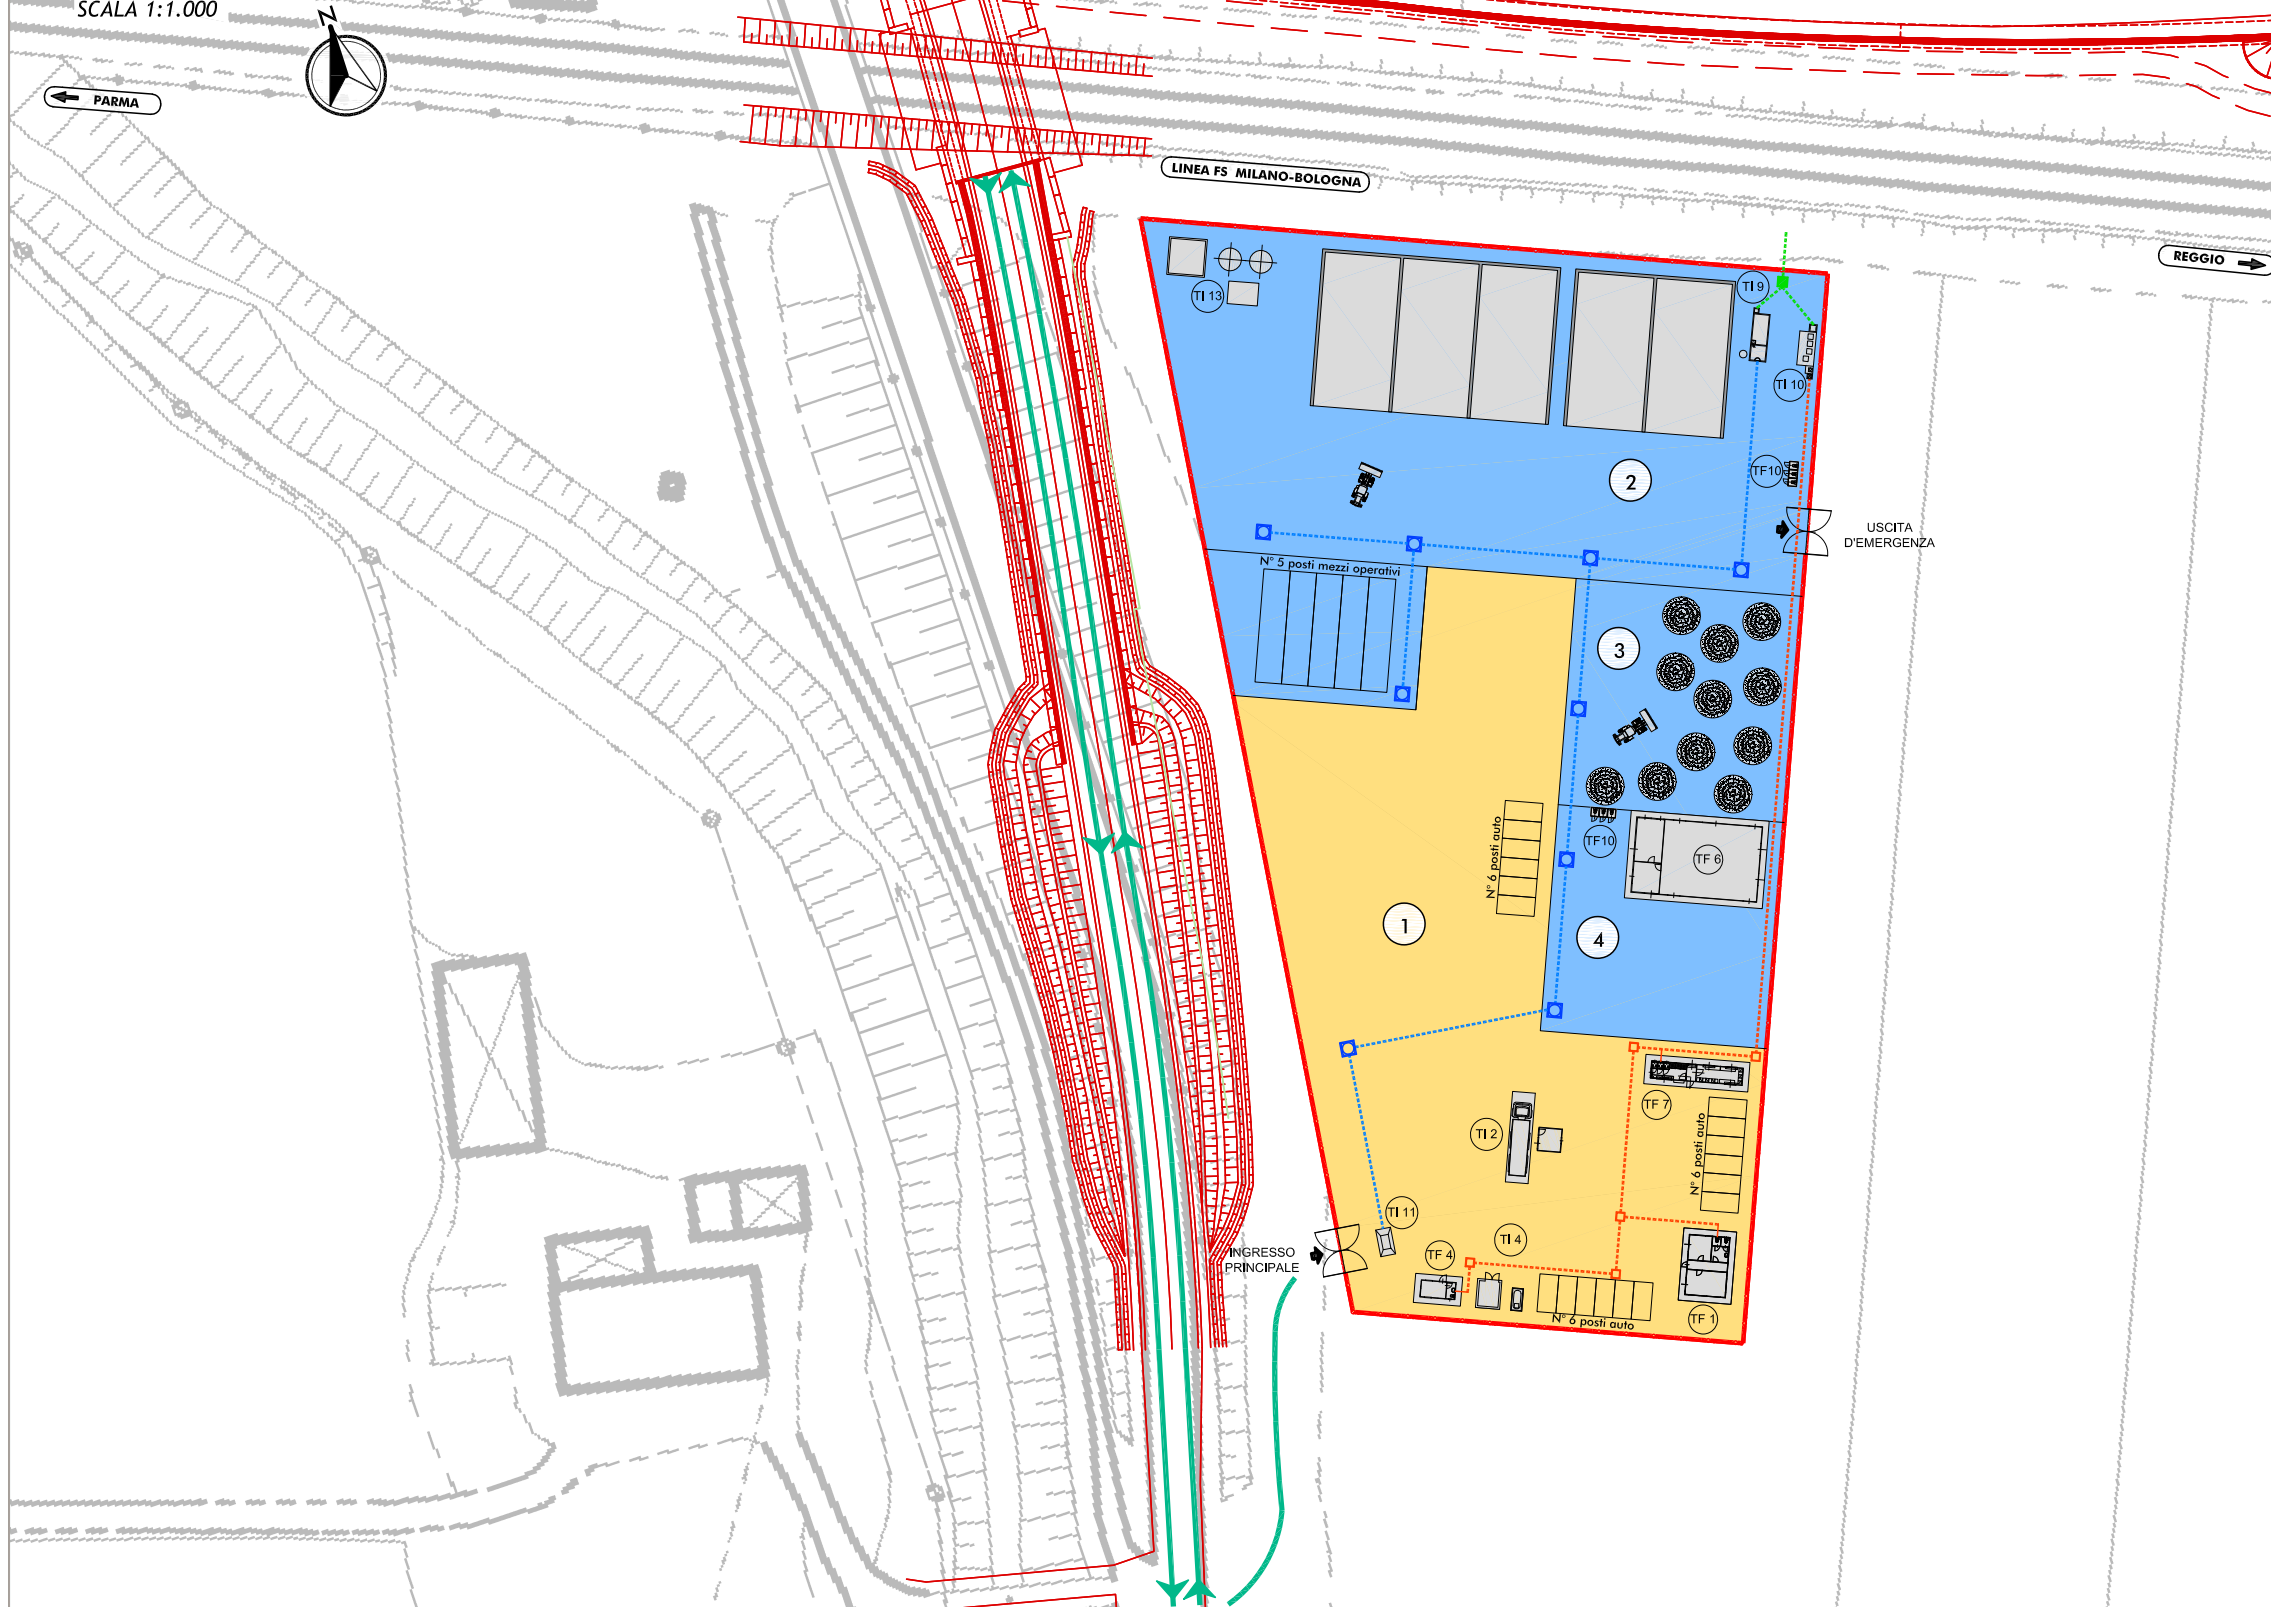 SCALA 1:1.000
N
PARMA
LINEA FS MILANO-BOLOGNA
REGGIO
TI 13
TI 9
TI 10
TF10
2
USCITA
D'EMERGENZA
N° 5 posti mezzi operativi
3
N° 6 posti auto
TF10
TF 6
1
4
TF 7
TI 2
N° 6 posti auto
TI 11
TI 4
TF 4
INGRESSO
PRINCIPALE
N° 6 posti auto
TF 1